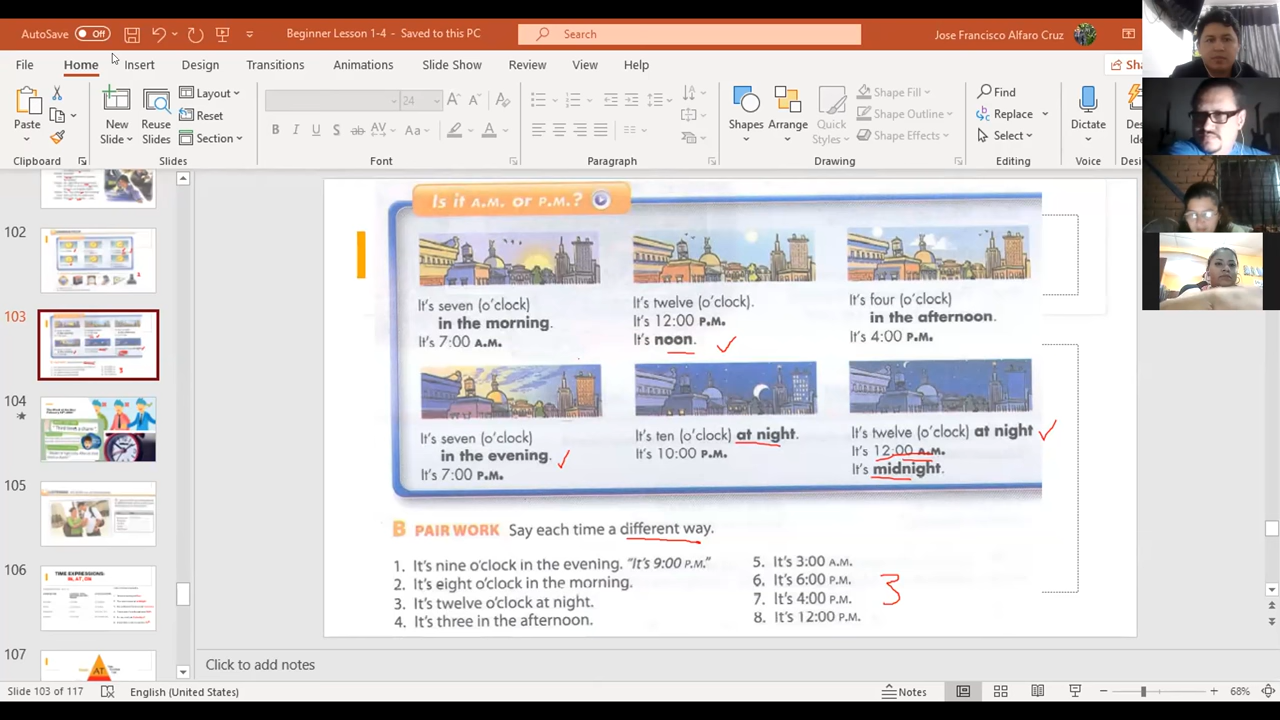 AutoSave Off Beginner Lesson 1-4 - Saved to this PC Search Jose Francisco Alfaro Cruz
File Home Insert Design Transitions Animations Slide Show Review View Help
Paste
New Slide
Reuse Slides
Layout
Reset
Section
24
Shapes
Arrange
Quick Styles
Shape Fill
Shape Outline
Shape Effects
Find
Replace
Select
Dictate
Clipboard Slides Font Paragraph Drawing Editing Voice
102
103
104
105
106
TIME EXPRESSIONS:
IN, AT, ON
107
AT
Is it A.M. or P.M.?
It's seven (o'clock)
in the morning.
It's 7:00 A.M.
It's twelve (o'clock).
It's 12:00 P.M.
It's noon.
It's four (o'clock)
in the afternoon.
It's 4:00 P.M.
It's seven (o'clock)
in the evening.
It's 7:00 P.M.
It's ten (o'clock) at night.
It's 10:00 P.M.
It's twelve (o'clock) at night
It's 12:00 A.M.
It's midnight.
B PAIR WORK Say each time a different way.
1. It's nine o'clock in the evening. "It's 9:00 P.M."
2. It's eight o'clock in the morning.
3. It's twelve o'clock at night.
4. It's three in the afternoon.
5. It's 3:00 A.M.
6. It's 6:00 P.M.
7. It's 4:00 P.M.
8. It's 12:00 P.M.
3
Click to add notes
Slide 103 of 117 English (United States) Notes 68%